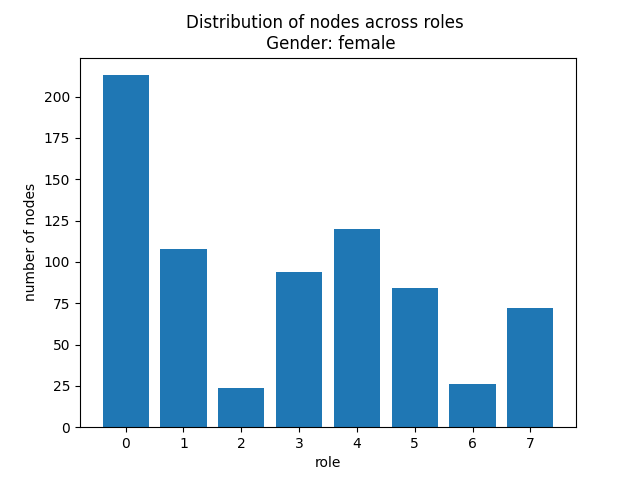 Distribution of nodes across roles
Gender: female
number of nodes
200
175
150
125
100
75
50
25
0
0 1 2 3 4 5 6 7
role